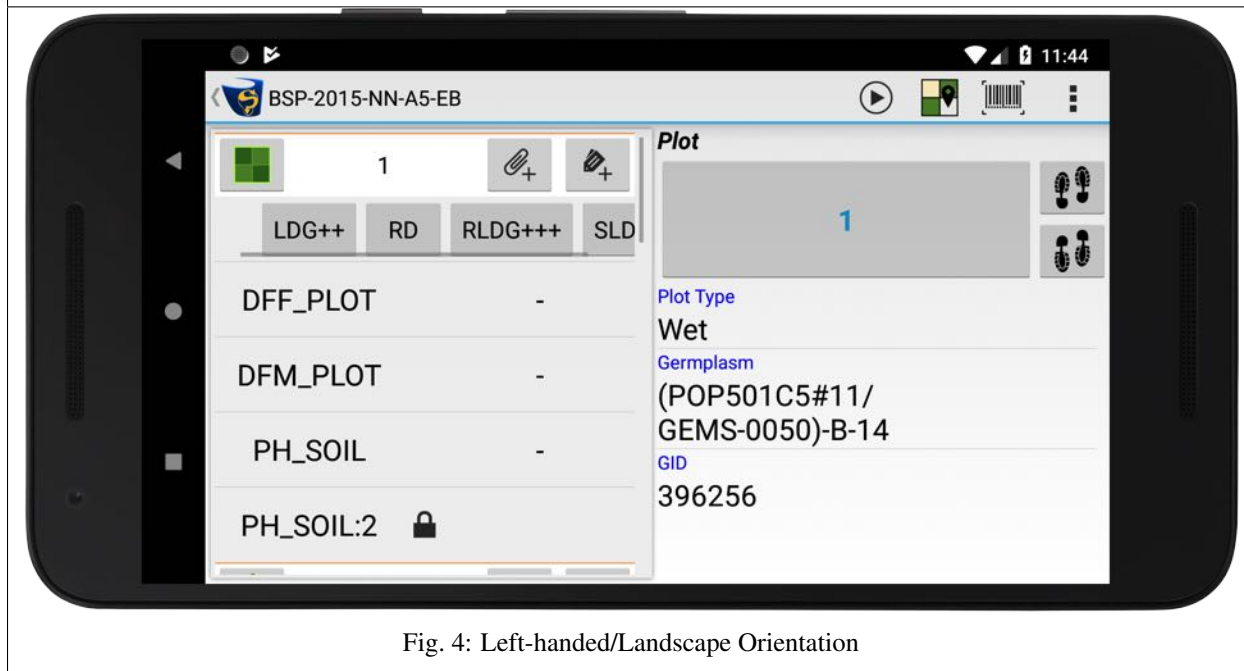 11:44
BSP-2015-NN-A5-EB
1
LDG++ RD RLDG+++ SLD
DFF_PLOT -
DFM_PLOT -
PH_SOIL -
PH_SOIL:2
Plot
1
Plot Type
Wet
Germplasm
(POP501C5#11/
GEMS-0050)-B-14
GID
396256
Fig. 4: Left-handed/Landscape Orientation